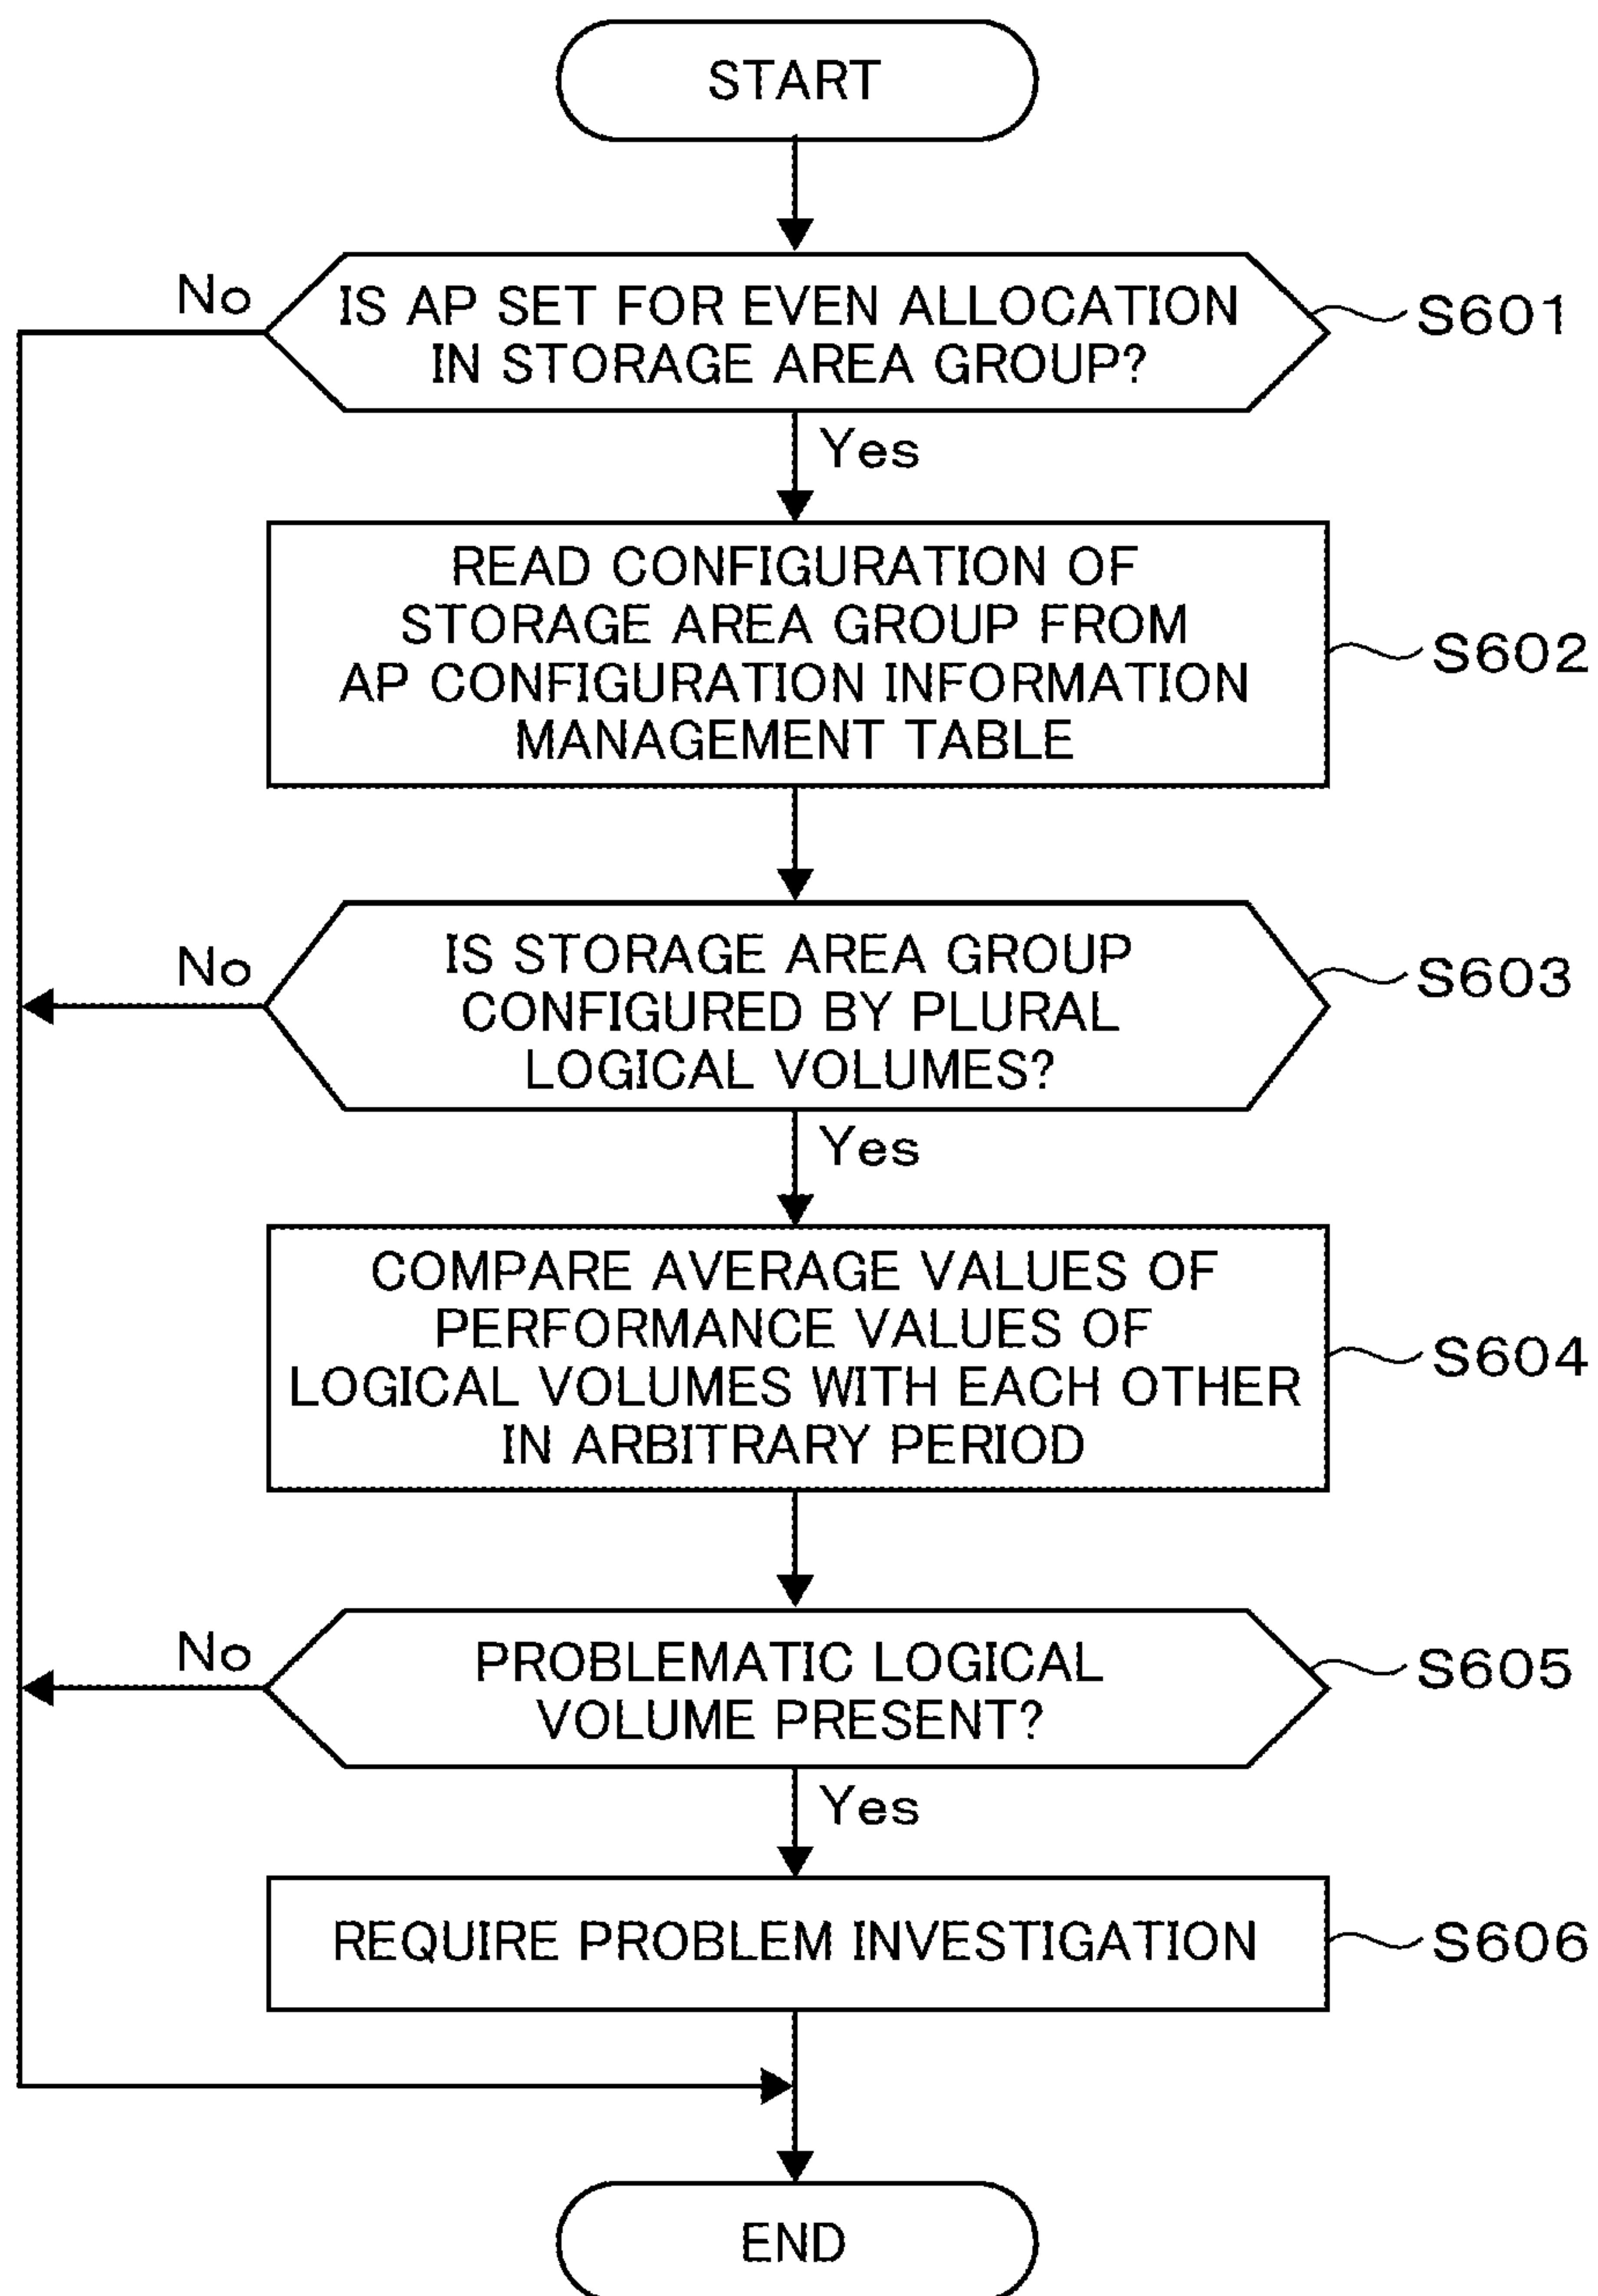 START
No
IS AP SET FOR EVEN ALLOCATION
IN STORAGE AREA GROUP?
S601
Yes
READ CONFIGURATION OF
STORAGE AREA GROUP FROM
AP CONFIGURATION INFORMATION
MANAGEMENT TABLE
S602
No
IS STORAGE AREA GROUP
CONFIGURED BY PLURAL
LOGICAL VOLUMES?
S603
Yes
COMPARE AVERAGE VALUES OF
PERFORMANCE VALUES OF
LOGICAL VOLUMES WITH EACH OTHER
IN ARBITRARY PERIOD
S604
No
PROBLEMATIC LOGICAL
VOLUME PRESENT?
S605
Yes
REQUIRE PROBLEM INVESTIGATION
S606
END